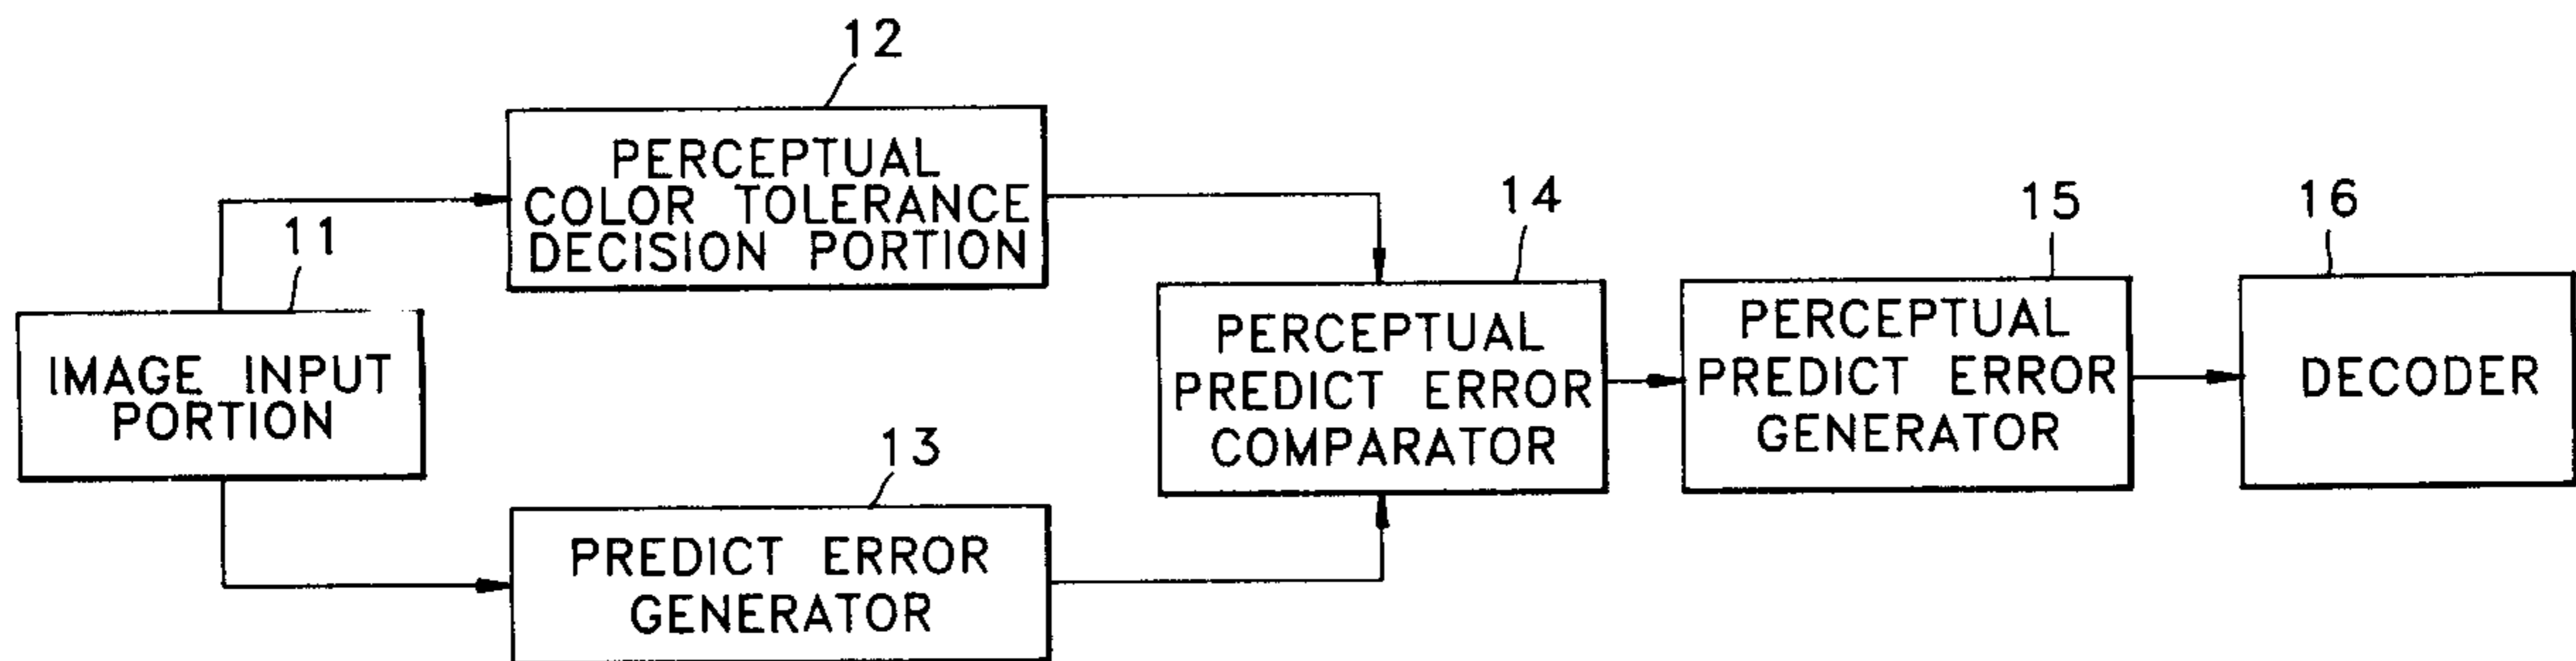 12
PERCEPTUAL
COLOR TOLERANCE
DECISION PORTION
11
IMAGE INPUT
PORTION
13
PREDICT ERROR
GENERATOR
14
PERCEPTUAL
PREDICT ERROR
COMPARATOR
15
PERCEPTUAL
PREDICT ERROR
GENERATOR
16
DECODER